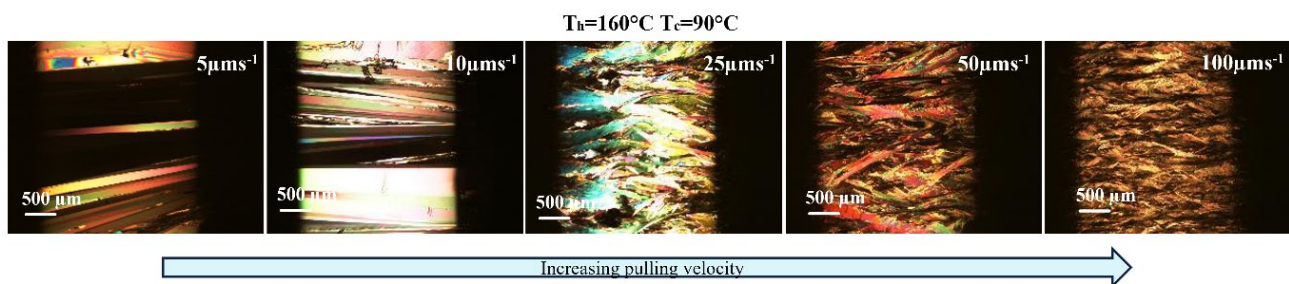 Tₕ=160°C T꜀=90°C
5µms⁻¹
10µms⁻¹
25µms⁻¹
50µms⁻¹
100µms⁻¹
500 µm
500 µm
500 µm
500 µm
500 µm
Increasing pulling velocity